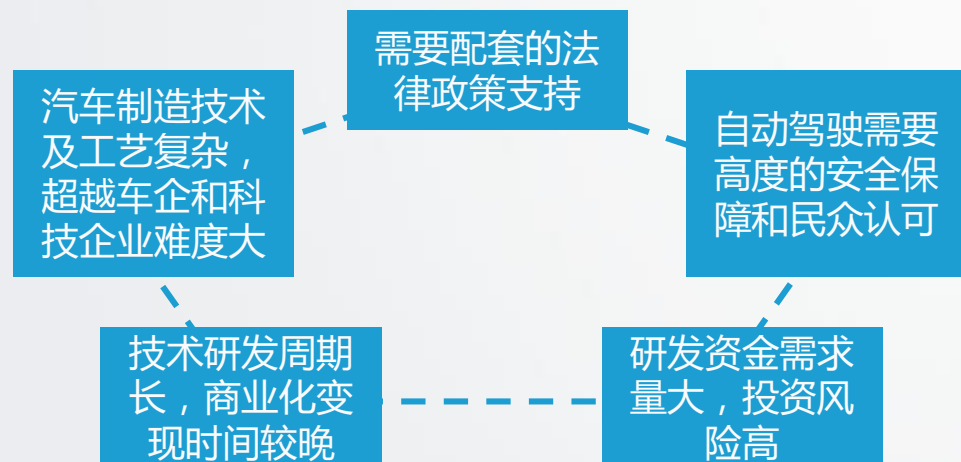 需要配套的法
律政策支持
汽车制造技术
及工艺复杂，
超越车企和科
技企业难度大
自动驾驶需要
高度的安全保
障和民众认可
技术研发周期
长，商业化变
现时间较晚
研发资金需求
量大，投资风
险高